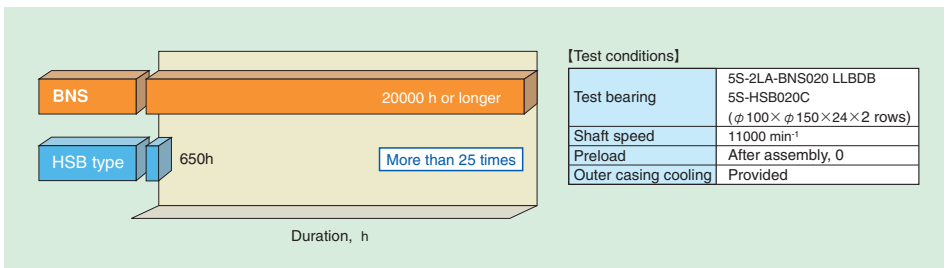 BNS
20000 h or longer
HSB type
650h
More than 25 times
Duration, h
【Test conditions】
Test bearing
5S-2LA-BNS020 LLBDB
5S-HSB020C
(φ100×φ150×24×2 rows)
Shaft speed
11000 min-1
Preload
After assembly, 0
Outer casing cooling
Provided